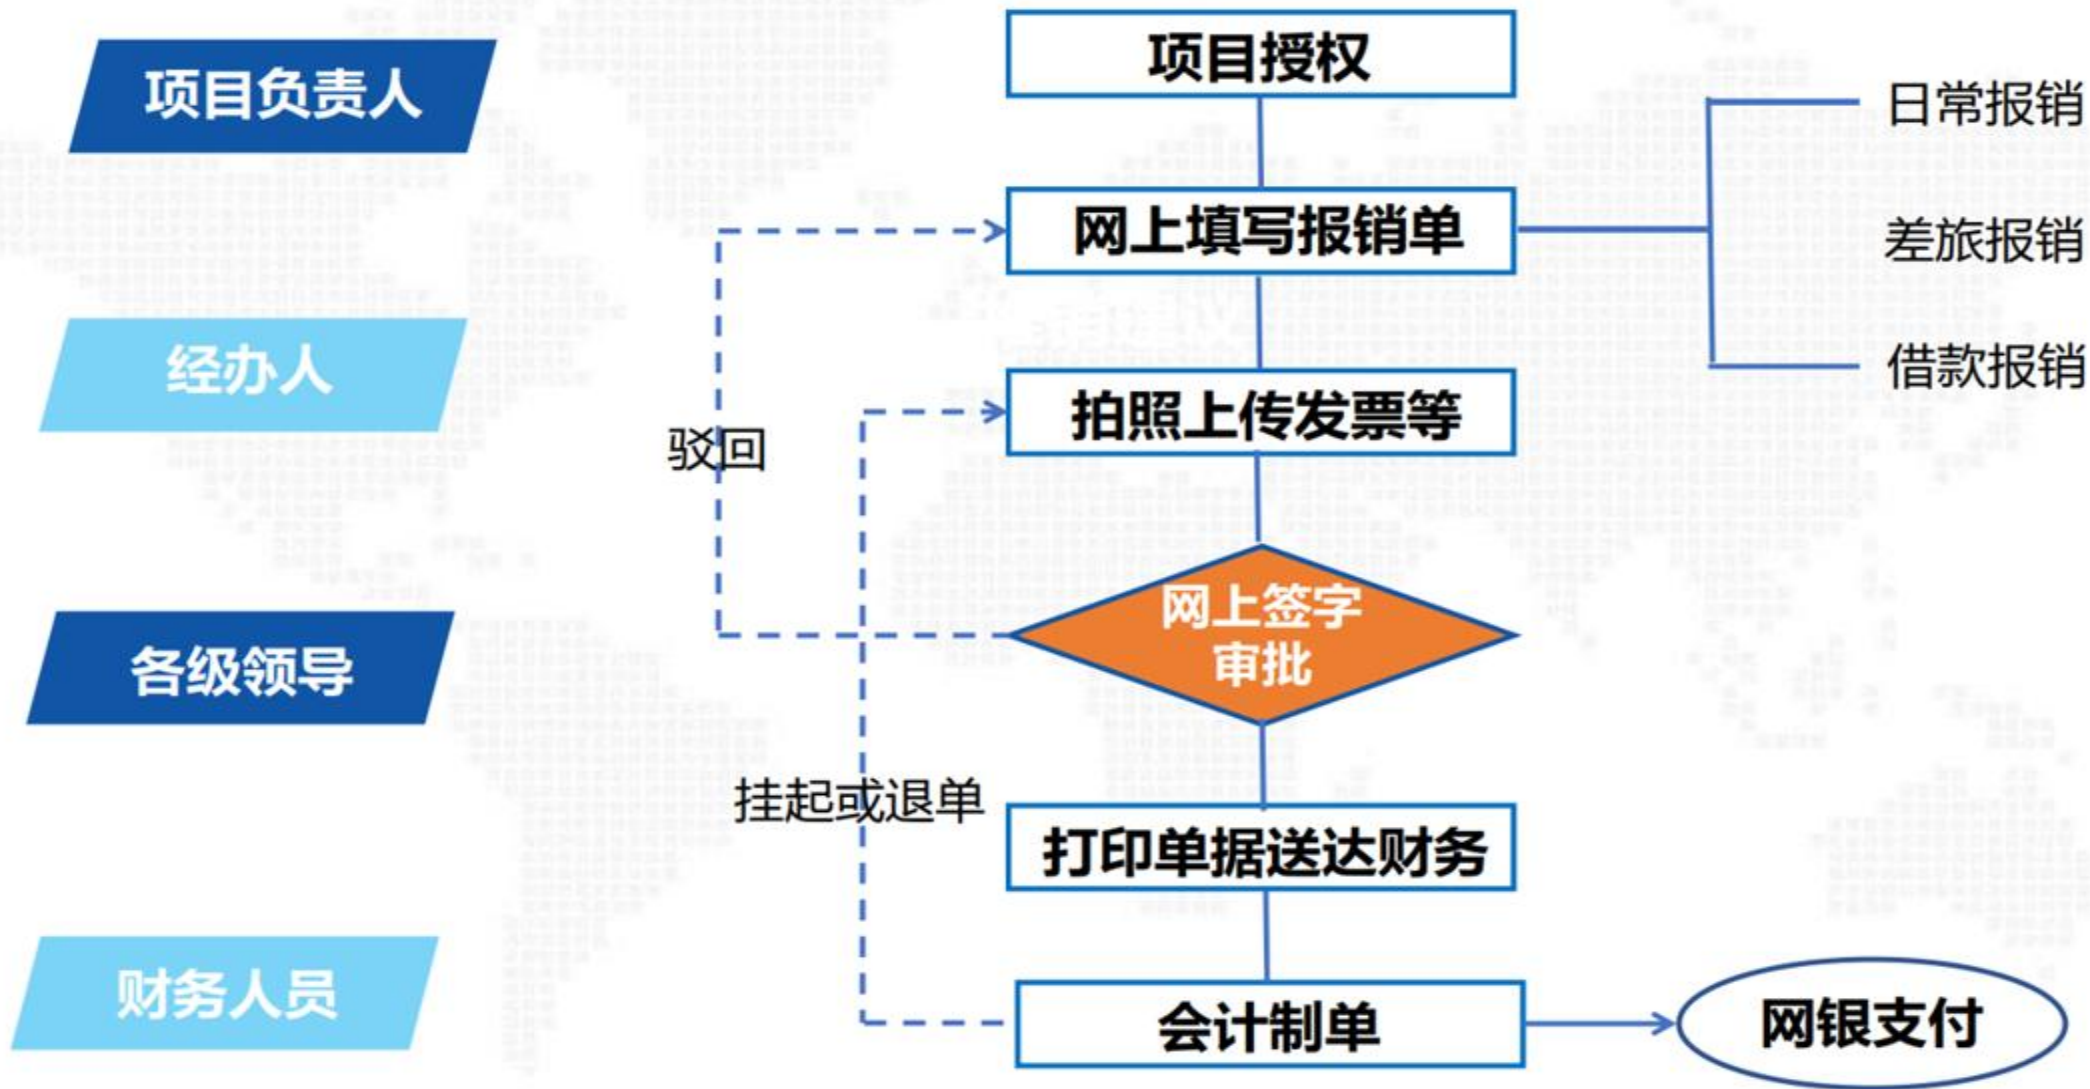 项目负责人
项目授权
日常报销
网上填写报销单
差旅报销
经办人
借款报销
拍照上传发票等
驳回
网上签字
审批
各级领导
挂起或退单
打印单据送达财务
财务人员
会计制单
网银支付